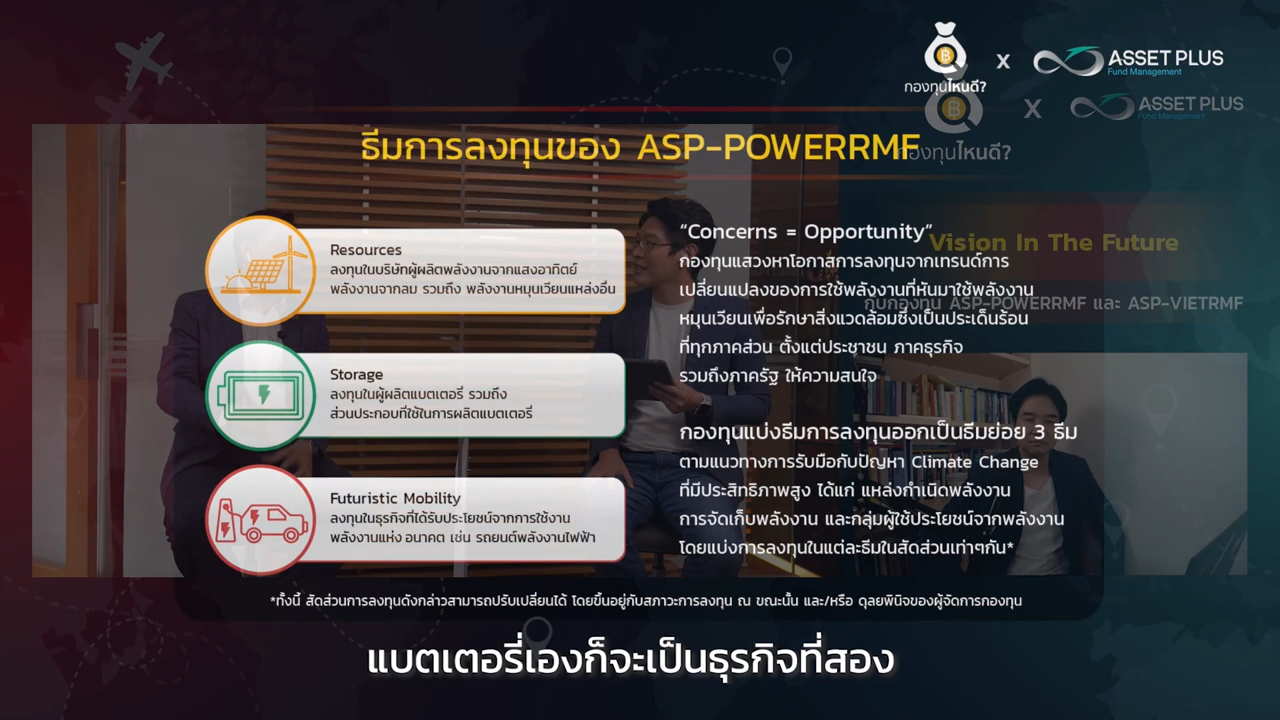 กองทุนไหนดี?
X
ASSET PLUS
Fund Management
ASSET PLUS
Fund Management
X
กองทุนไหนดี?
ธีมการลงทุนของ ASP-POWERRMF
Vision In The Future
กับกองทุน ASP-POWERRMF และ ASP-VIETRMF
Resources
ลงทุนในบริษัทผู้ผลิตพลังงานจากแสงอาทิตย์
พลังงานจากลม รวมถึง พลังงานหมุนเวียนแหล่งอื่น
Storage
ลงทุนในผู้ผลิตแบตเตอรี่ รวมถึง
ส่วนประกอบที่ใช้ในการผลิตแบตเตอรี่
Futuristic Mobility
ลงทุนในธุรกิจที่ได้รับประโยชน์จากการใช้งาน
พลังงานแห่งอนาคต เช่น รถยนต์พลังงานไฟฟ้า
“Concerns = Opportunity”
กองทุนแสวงหาโอกาสการลงทุนจากเทรนด์การ
เปลี่ยนแปลงของการใช้พลังงานที่หันมาใช้พลังงาน
หมุนเวียนเพื่อรักษาสิ่งแวดล้อมซึ่งเป็นประเด็นร้อน
ที่ทุกภาคส่วน ตั้งแต่ประชาชน ภาคธุรกิจ
รวมถึงภาครัฐ ให้ความสนใจ
กองทุนแบ่งธีมการลงทุนออกเป็นธีมย่อย 3 ธีม
ตามแนวทางการรับมือกับปัญหา Climate Change
ที่มีประสิทธิภาพสูง ได้แก่ แหล่งกำเนิดพลังงาน
การจัดเก็บพลังงาน และกลุ่มผู้ใช้ประโยชน์จากพลังงาน
โดยแบ่งการลงทุนในแต่ละธีมในสัดส่วนเท่าๆกัน*
*ทั้งนี้ สัดส่วนการลงทุนดังกล่าวสามารถปรับเปลี่ยนได้ โดยขึ้นอยู่กับสภาวะการลงทุน ณ ขณะนั้น และ/หรือ ดุลยพินิจของผู้จัดการกองทุน
แบตเตอรี่เองก็จะเป็นธุรกิจที่สอง